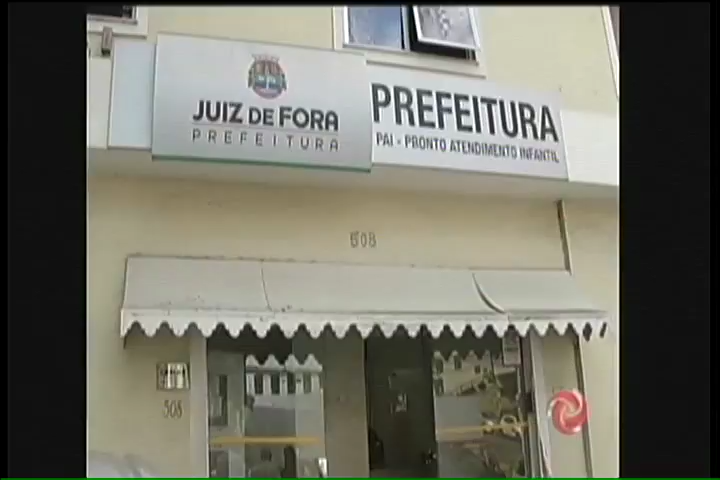 JUIZ DE FORA
PREFEITURA
PREFEITURA
PAI - PRONTO ATENDIMENTO INFANTIL
508
508